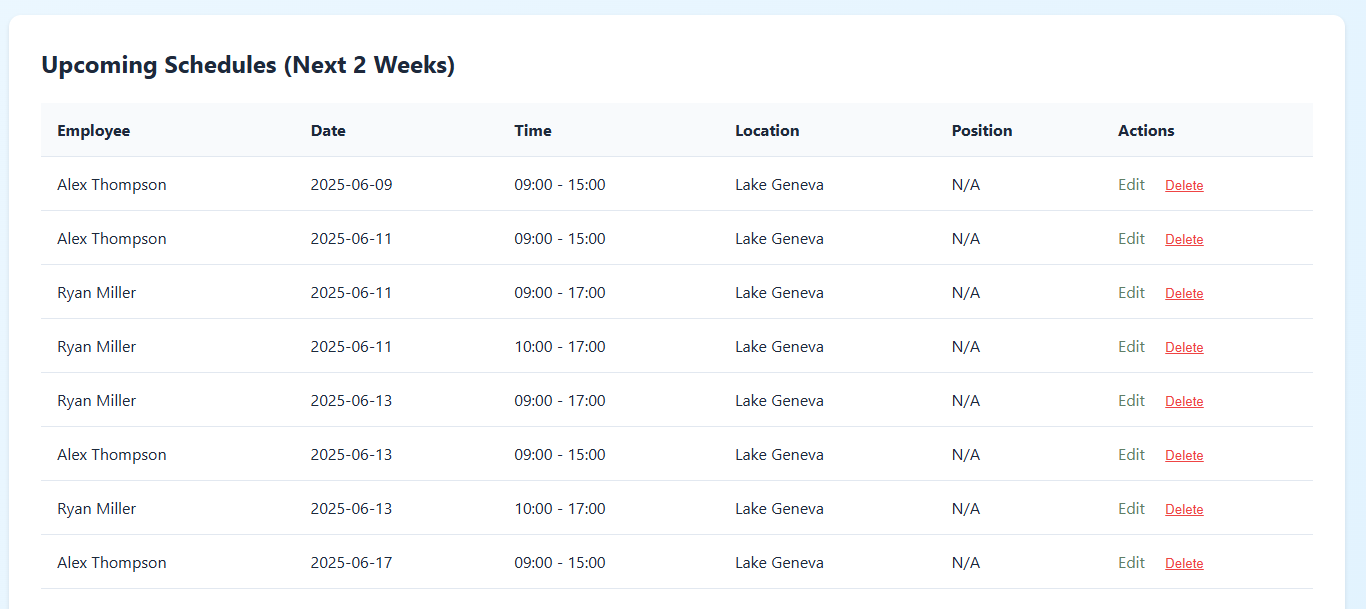 Upcoming Schedules (Next 2 Weeks)
Employee Date Time Location Position Actions
Alex Thompson 2025-06-09 09:00 - 15:00 Lake Geneva N/A Edit Delete
Alex Thompson 2025-06-11 09:00 - 15:00 Lake Geneva N/A Edit Delete
Ryan Miller 2025-06-11 09:00 - 17:00 Lake Geneva N/A Edit Delete
Ryan Miller 2025-06-11 10:00 - 17:00 Lake Geneva N/A Edit Delete
Ryan Miller 2025-06-13 09:00 - 17:00 Lake Geneva N/A Edit Delete
Alex Thompson 2025-06-13 09:00 - 15:00 Lake Geneva N/A Edit Delete
Ryan Miller 2025-06-13 10:00 - 17:00 Lake Geneva N/A Edit Delete
Alex Thompson 2025-06-17 09:00 - 15:00 Lake Geneva N/A Edit Delete